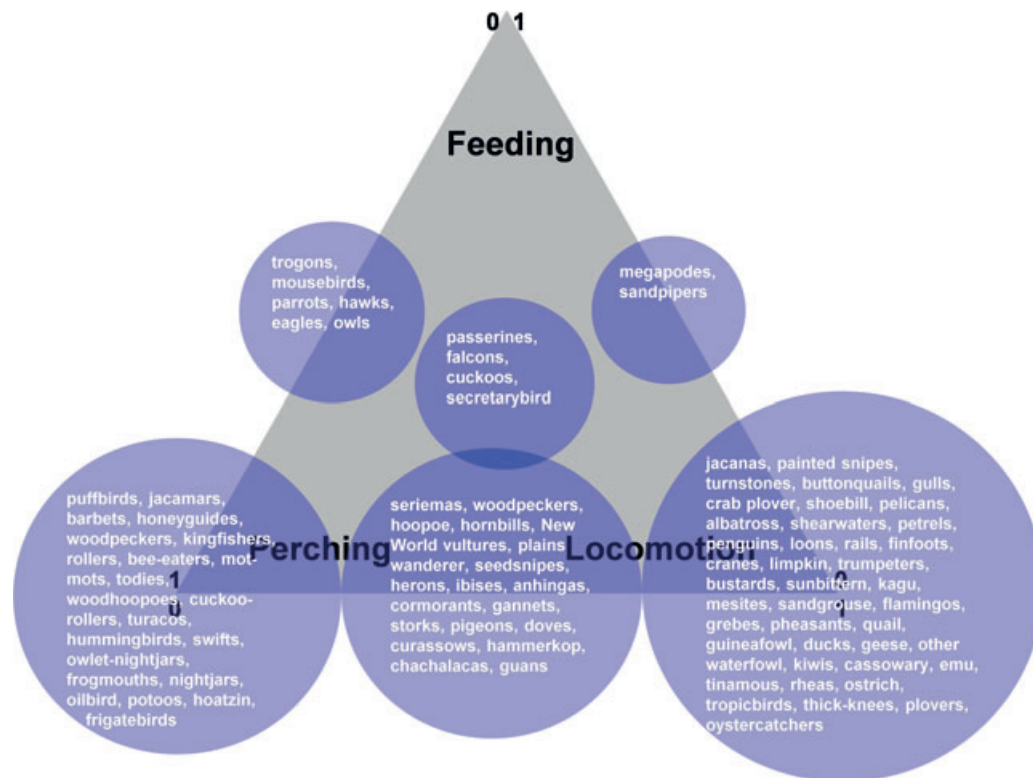 0 1
Feeding
trogons,
mousebirds,
parrots, hawks,
eagles, owls
megapodes,
sandpipers
passerines,
falcons,
cuckoos,
secretarybird
puffbirds, jacamars,
barbets, honeyguides,
woodpeckers, kingfishers,
rollers, bee-eaters, mot-
mots, todies,
woodhoopoes, cuckoo-
rollers, turacos,
hummingbirds, swifts,
owlet-nightjars,
frogmouths, nightjars,
oilbird, potoos, hoatzin,
frigatebirds
Perching
1
0
seriemas, woodpeckers,
hoopoe, hornbills, New
World vultures, plains
wanderer, seedsnipes,
herons, ibises, anhingas,
cormorants, gannets,
storks, pigeons, doves,
curassows, hammerkop,
chachalacas, guans
Locomotion
0
1
jacanas, painted snipes,
turnstones, buttonquails, gulls,
crab plover, shoebill, pelicans,
albatross, shearwaters, petrels,
penguins, loons, rails, finfoots,
cranes, limpkin, trumpeters,
bustards, sunbittern, kagu,
mesites, sandgrouse, flamingos,
grebes, pheasants, quail,
guineafowl, ducks, geese, other
waterfowl, kiwis, cassowary, emu,
tinamous, rheas, ostrich,
tropicbirds, thick-knees, plovers,
oystercatchers